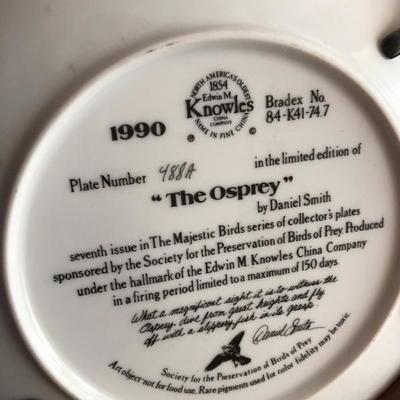 NORTH AMERICA'S OLDEST
1854
Edwin M.
Knowles
CHINA
COMPANY
NAME IN FINE CHINA
1990
Bradex No.
84-K41-74.7
Plate Number 488A in the limited edition of
"The Osprey"
by Daniel Smith
seventh issue in The Majestic Birds series of collector's plates
sponsored by the Society for the Preservation of Birds of Prey. Produced
under the hallmark of the Edwin M. Knowles China Company
in a firing period limited to a maximum of 150 days.
What a magnificent sight it is to witness the
Osprey dive from great heights and fly
off with a slippery fish in its grasp.
Daniel Smith
Society for the Preservation of Birds of Prey
Art object-not for food use. Rare pigments used for color fidelity may be toxic.